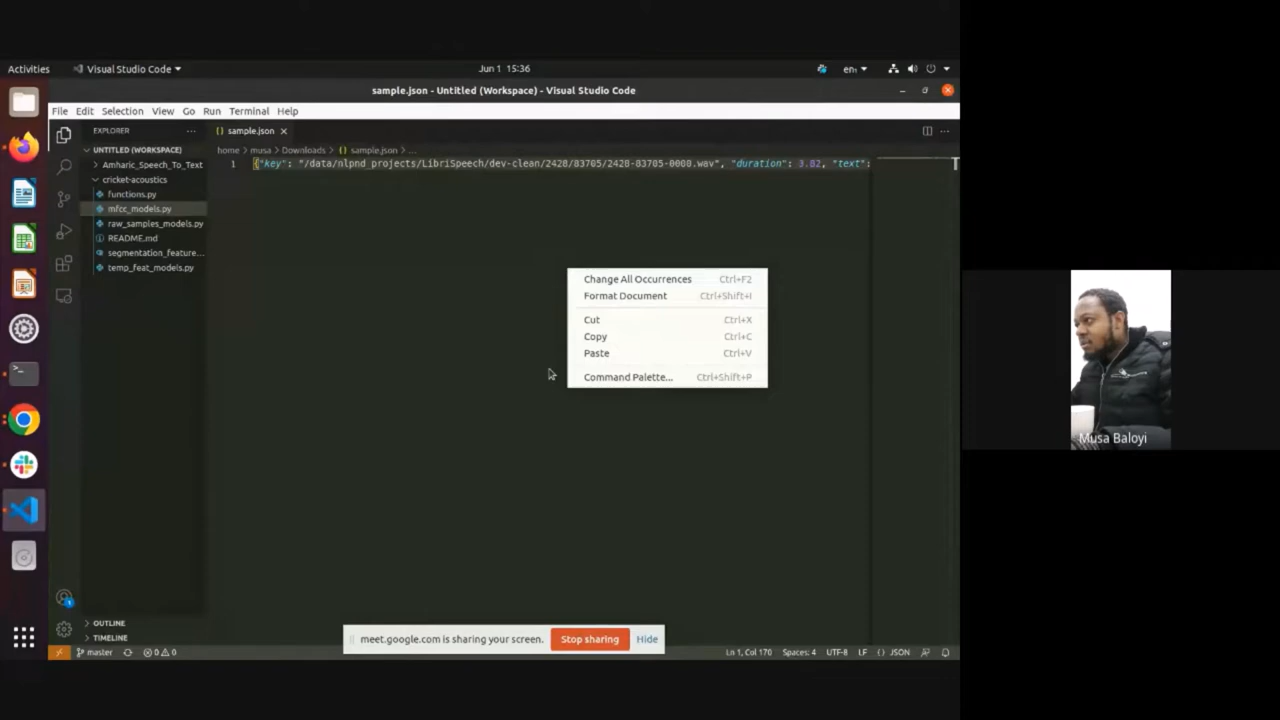 Activities
Visual Studio Code
Jun 1 15:36
en₁
sample.json - Untitled (Workspace) - Visual Studio Code
File Edit Selection View Go Run Terminal Help
EXPLORER
sample.json
UNTITLED (WORKSPACE)
home > musa > Downloads > {} sample.json > ...
Amharic_Speech_To_Text
1 {"key": "/data/nlpnd_projects/LibriSpeech/dev-clean/2428/83705/2428-83705-0000.wav", "duration": 3.82, "text":
cricket-acoustics
functions.py
mfcc_models.py
raw_samples_models.py
README.md
segmentation_feature...
temp_feat_models.py
Change All Occurrences Ctrl+F2
Format Document Ctrl+Shift+I
Cut Ctrl+X
Copy Ctrl+C
Paste Ctrl+V
Command Palette... Ctrl+Shift+P
Musa Baloyi
OUTLINE
TIMELINE
meet.google.com is sharing your screen. Stop sharing Hide
master 0 0 Ln 1, Col 170 Spaces: 4 UTF-8 LF {} JSON